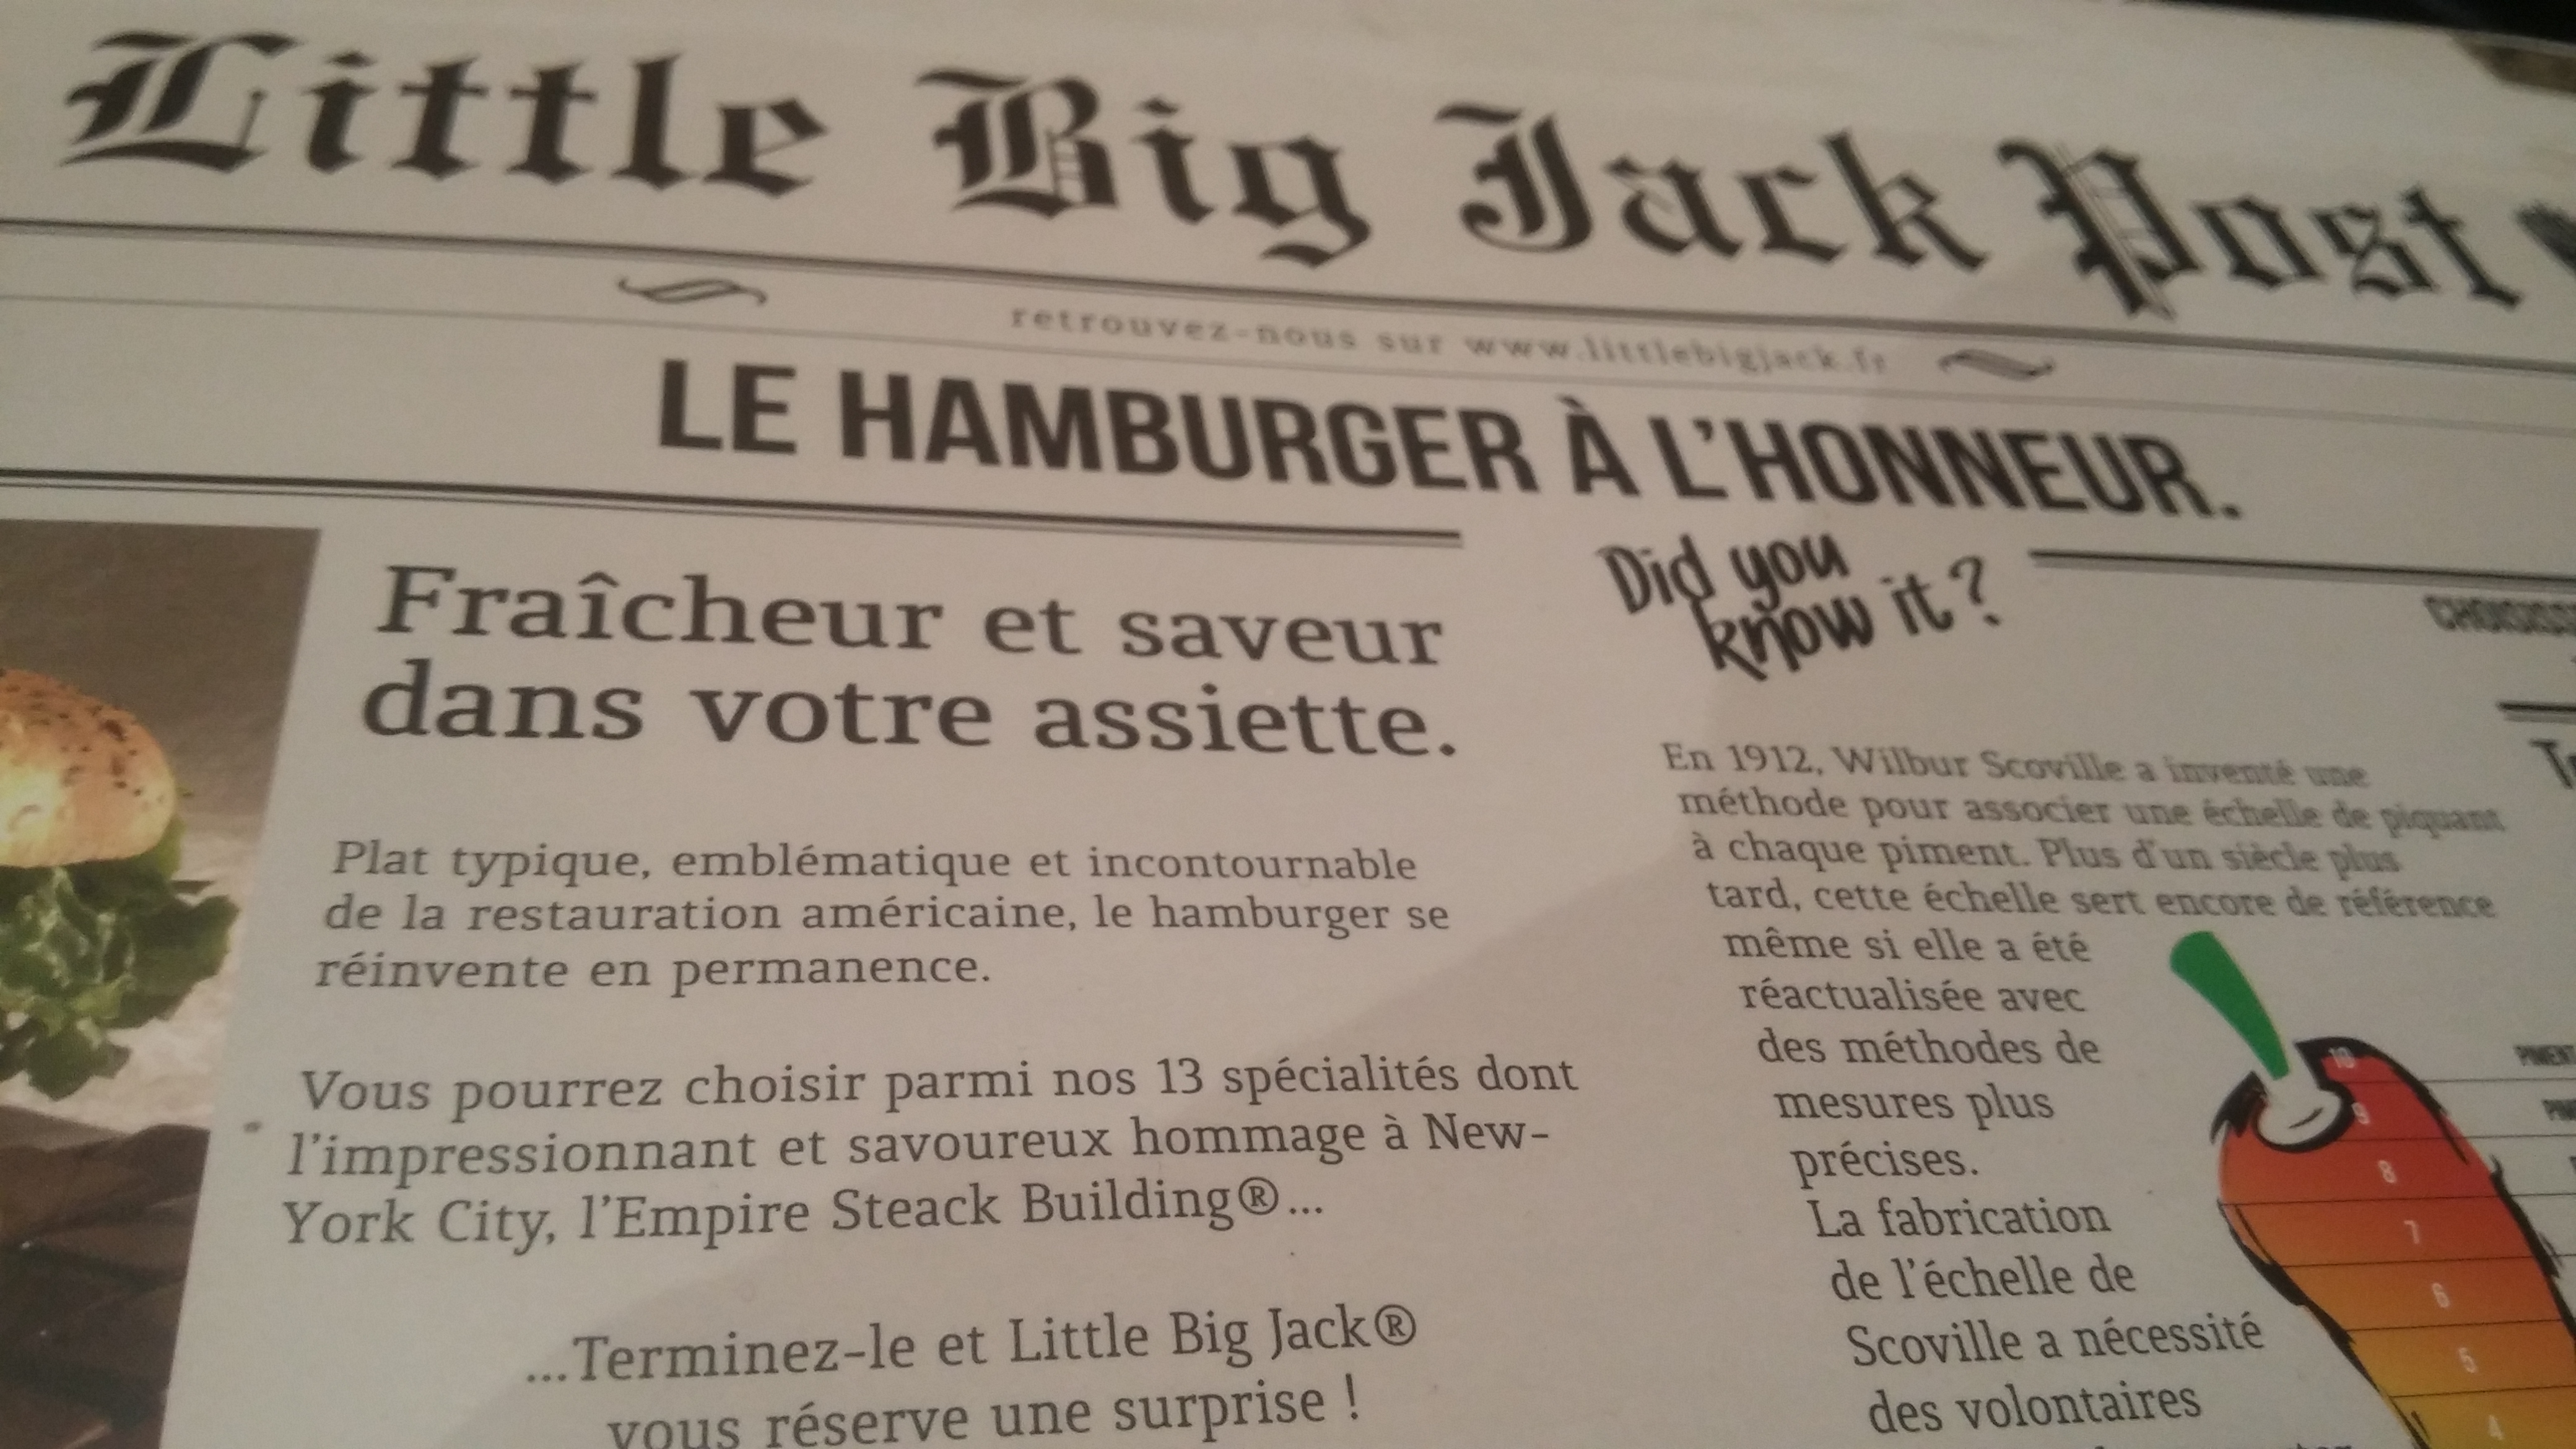 Little Big Jack Post
retrouvez-nous sur www.littlebigjack.fr
LE HAMBURGER À L'HONNEUR.
Fraîcheur et saveur
dans votre assiette.
Plat typique, emblématique et incontournable
de la restauration américaine, le hamburger se
réinvente en permanence.
Vous pourrez choisir parmi nos 13 spécialités dont
l'impressionnant et savoureux hommage à New-
York City, l'Empire Steack Building®...
...Terminez-le et Little Big Jack®
vous réserve une surprise !
Did you
know it?
En 1912, Wilbur Scoville a inventé une
méthode pour associer une échelle de piquant
à chaque piment. Plus d'un siècle plus
tard, cette échelle sert encore de référence
même si elle a été
réactualisée avec
des méthodes de
mesures plus
précises.
La fabrication
de l'échelle de
Scoville a nécessité
des volontaires
10
9
8
7
6
5
4